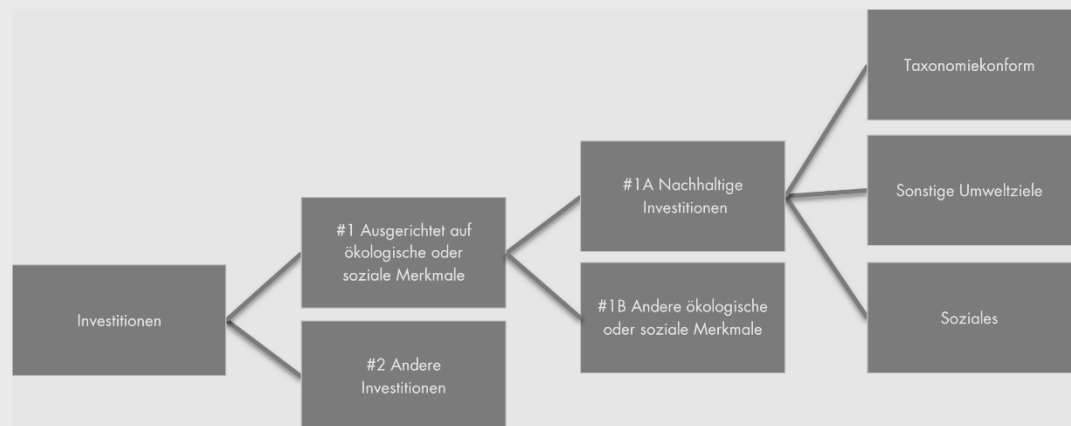 Investitionen
#1 Ausgerichtet auf
ökologische oder
soziale Merkmale
#2 Andere
Investitionen
#1A Nachhaltige
Investitionen
#1B Andere ökologische
oder soziale Merkmale
Taxonomiekonform
Sonstige Umweltziele
Soziales